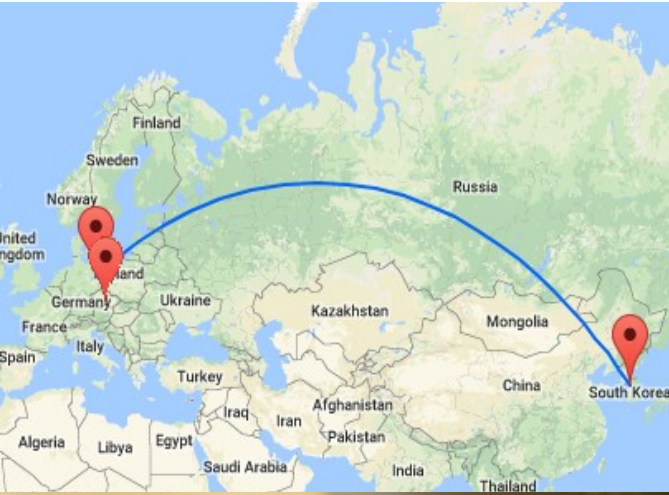 Finland
Sweden
Norway
Russia
United
ngdom
land
Germany
Ukraine
France
Kazakhstan
Mongolia
Spain
Italy
Turkey
China
South Korea
Afghanistan
Iraq
Iran
Pakistan
Algeria
Libya
Egypt
Saudi Arabia
India
Thailand